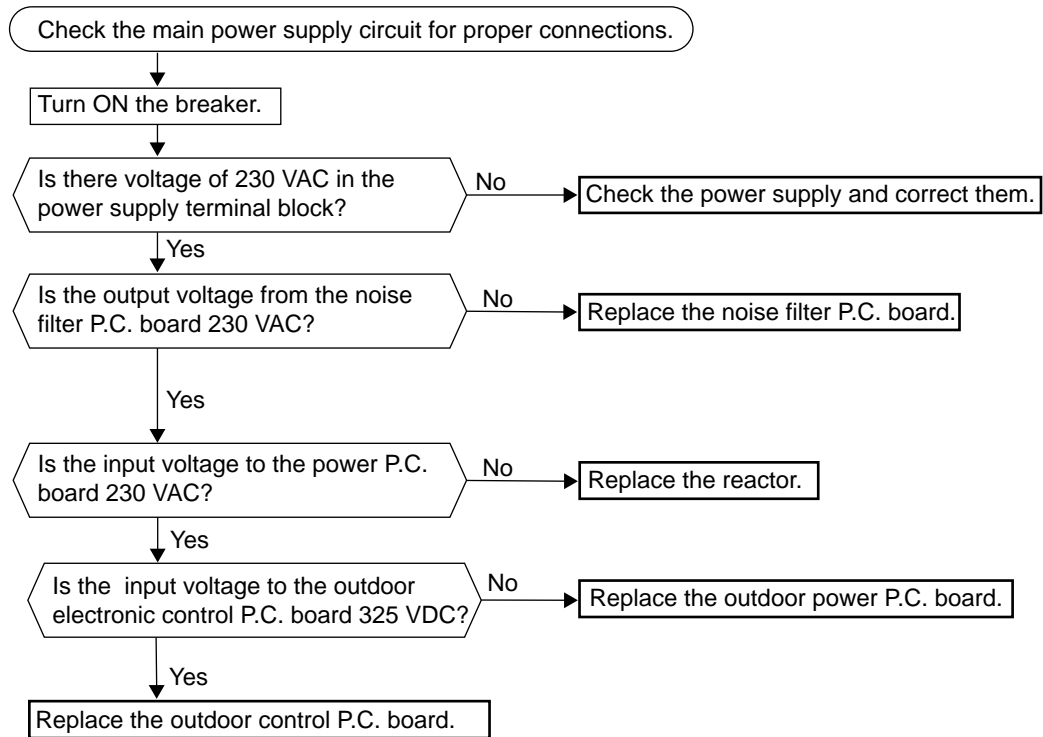 Check the main power supply circuit for proper connections.
Turn ON the breaker.
Is there voltage of 230 VAC in the
power supply terminal block?
No
Check the power supply and correct them.
Yes
Is the output voltage from the noise
filter P.C. board 230 VAC?
No
Replace the noise filter P.C. board.
Yes
Is the input voltage to the power P.C.
board 230 VAC?
No
Replace the reactor.
Yes
Is the input voltage to the outdoor
electronic control P.C. board 325 VDC?
No
Replace the outdoor power P.C. board.
Yes
Replace the outdoor control P.C. board.